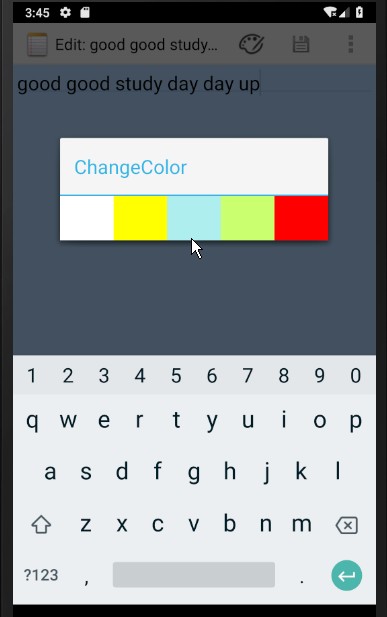 3:45
Edit: good good study...
good good study day day up
ChangeColor
1 2 3 4 5 6 7 8 9 0
q w e r t y u i o p
a s d f g h j k l
z x c v b n m
?123 , .